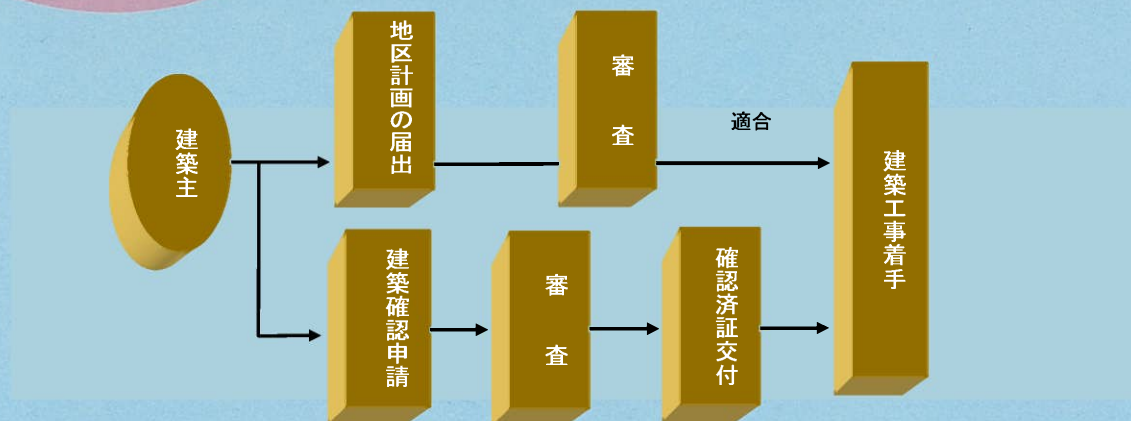 建築主
地区計画の届出
審査
適合
建築確認申請
審査
確認済証交付
建築工事着手